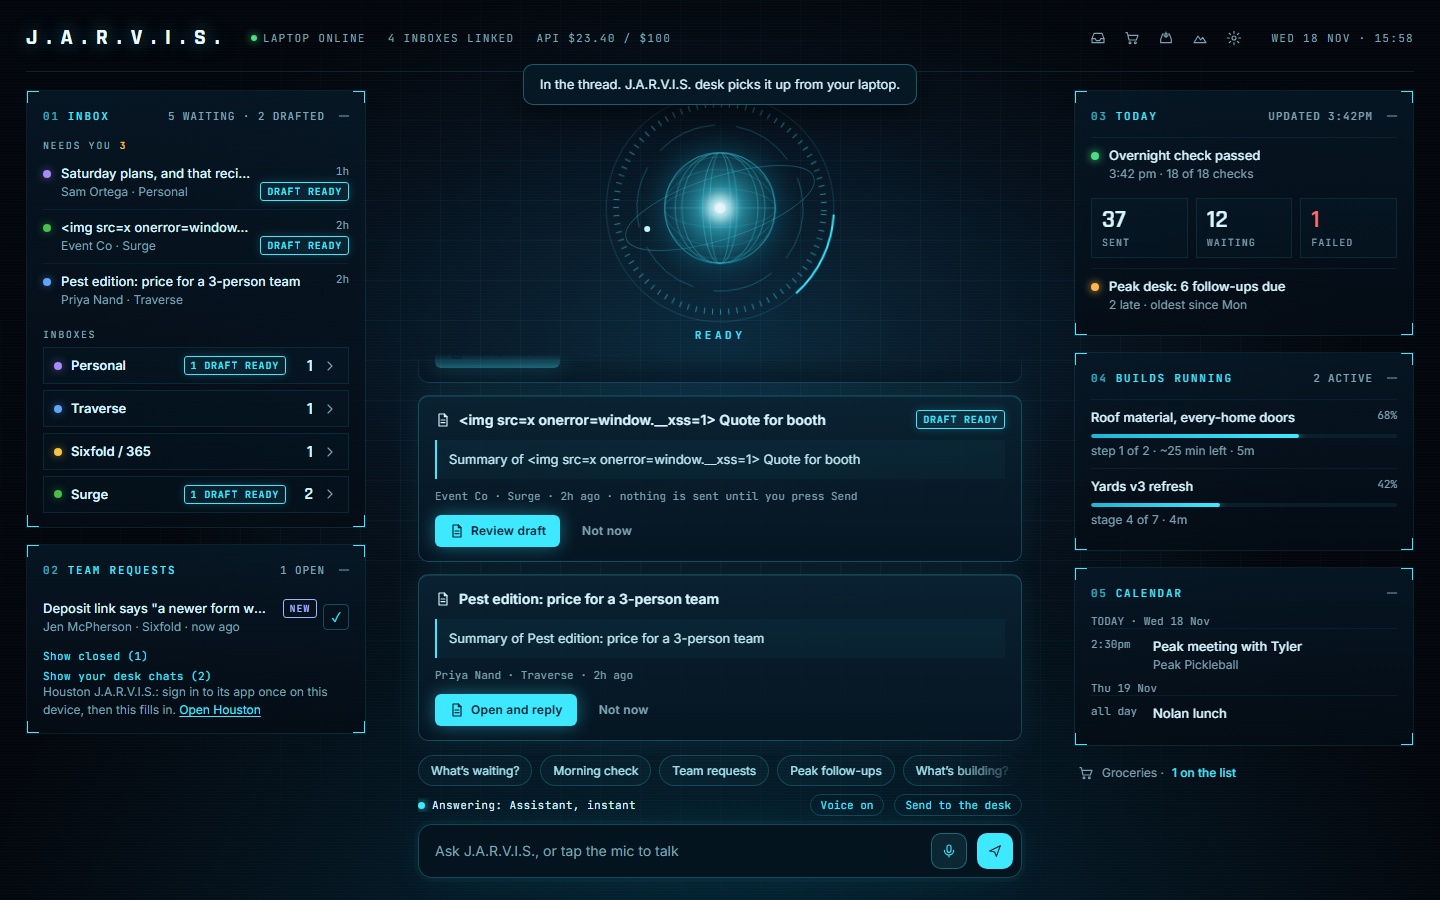 J.A.R.V.I.S.
LAPTOP ONLINE
4 INBOXES LINKED
API $23.40 / $100
WED 18 NOV · 15:58
In the thread. J.A.R.V.I.S. desk picks it up from your laptop.
01 INBOX
5 WAITING · 2 DRAFTED
NEEDS YOU 3
Saturday plans, and that reci...
1h
Sam Ortega · Personal
DRAFT READY
<img src=x onerror=window...
2h
Event Co · Surge
DRAFT READY
Pest edition: price for a 3-person team
2h
Priya Nand · Traverse
INBOXES
Personal
1 DRAFT READY
1
Traverse
1
Sixfold / 365
1
Surge
1 DRAFT READY
2
02 TEAM REQUESTS
1 OPEN
Deposit link says "a newer form w...
NEW
Jen McPherson · Sixfold · now ago
Show closed (1)
Show your desk chats (2)
Houston J.A.R.V.I.S.: sign in to its app once on this
device, then this fills in. Open Houston
READY
<img src=x onerror=window.__xss=1> Quote for booth
DRAFT READY
Summary of <img src=x onerror=window.__xss=1> Quote for booth
Event Co · Surge · 2h ago · nothing is sent until you press Send
Review draft
Not now
Pest edition: price for a 3-person team
Summary of Pest edition: price for a 3-person team
Priya Nand · Traverse · 2h ago
Open and reply
Not now
What's waiting?
Morning check
Team requests
Peak follow-ups
What's building?
Answering: Assistant, instant
Voice on
Send to the desk
Ask J.A.R.V.I.S., or tap the mic to talk
03 TODAY
UPDATED 3:42PM
Overnight check passed
3:42 pm · 18 of 18 checks
37
SENT
12
WAITING
1
FAILED
Peak desk: 6 follow-ups due
2 late · oldest since Mon
04 BUILDS RUNNING
2 ACTIVE
Roof material, every-home doors
68%
step 1 of 2 · ~25 min left · 5m
Yards v3 refresh
42%
stage 4 of 7 · 4m
05 CALENDAR
TODAY · Wed 18 Nov
2:30pm
Peak meeting with Tyler
Peak Pickleball
Thu 19 Nov
all day
Nolan lunch
Groceries · 1 on the list